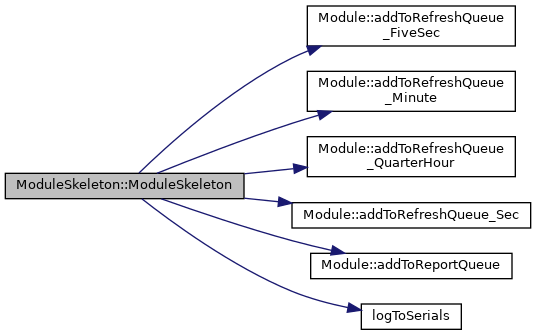 Module::addToRefreshQueue
_FiveSec
Module::addToRefreshQueue
_Minute
Module::addToRefreshQueue
_QuarterHour
ModuleSkeleton::ModuleSkeleton
Module::addToRefreshQueue_Sec
Module::addToReportQueue
logToSerials